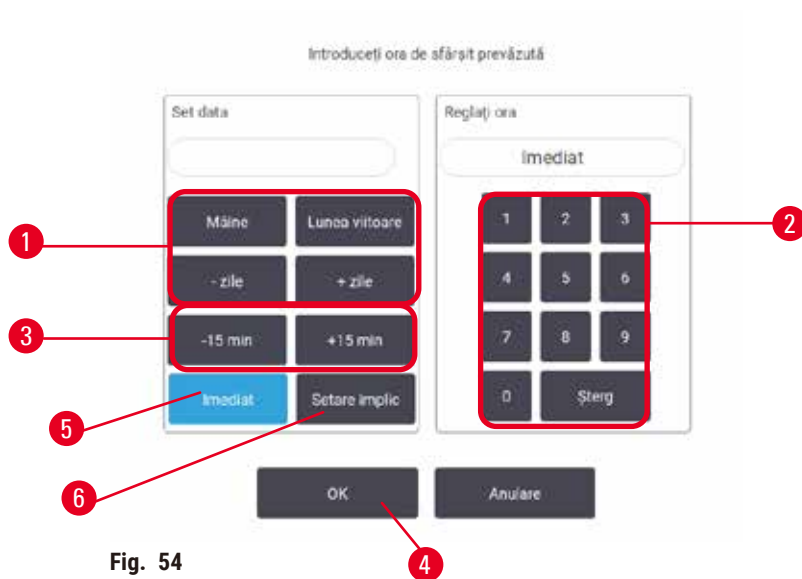 Introduceți ora de sfârșit prevăzută
Set data
Reglați ora
Imediat
Mâine
Lunea viitoare
1
2
3
1
2
- zile
+ zile
4
5
6
3
-15 min
+15 min
7
8
9
Imediat
Setare implic
0
Șterg
5
6
OK
Anulare
Fig. 54
4